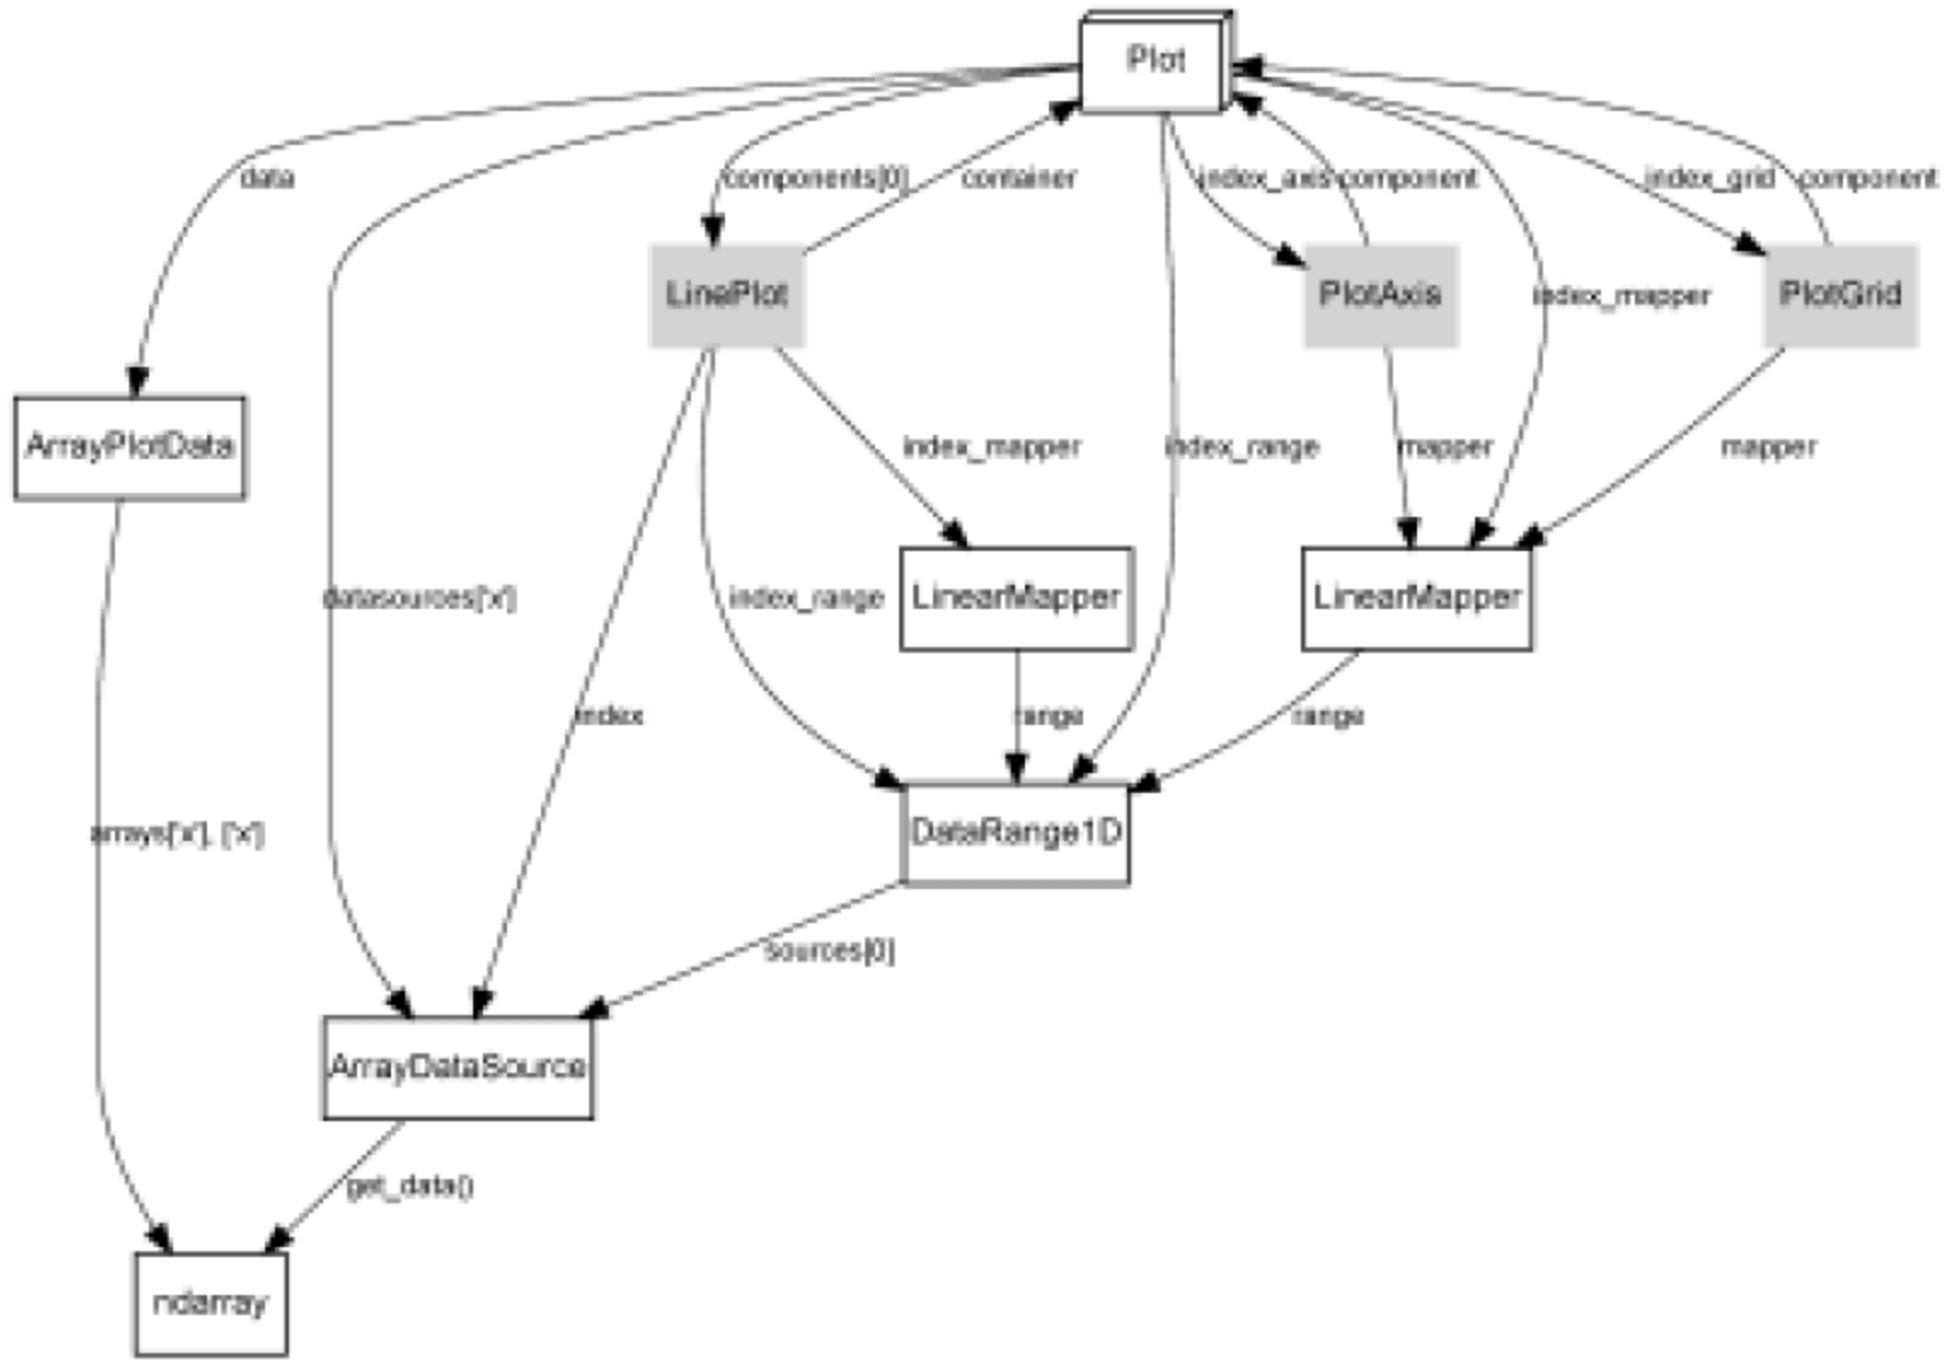 Plot
data
components[0]
container
index_axis
component
index_grid
component
LinePlot
PlotAxis
index_mapper
PlotGrid
ArrayPlotData
index_mapper
index_range
mapper
mapper
datasources['x']
index_range
LinearMapper
LinearMapper
index
range
range
arrays['x'], ['x']
DataRange1D
sources[0]
ArrayDataSource
get_data()
ndarray